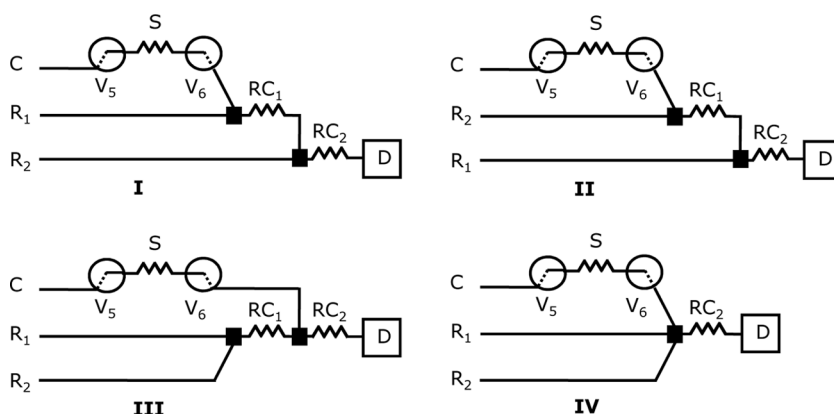 S
C
V₅ V₆ RC₁
R₁
RC₂
R₂ D
I
S
C
V₅ V₆ RC₁
R₂
RC₂
R₁ D
II
S
C
V₅ V₆ RC₁ RC₂
R₁ D
R₂
III
S
C
V₅ V₆ RC₂
R₁ D
R₂
IV